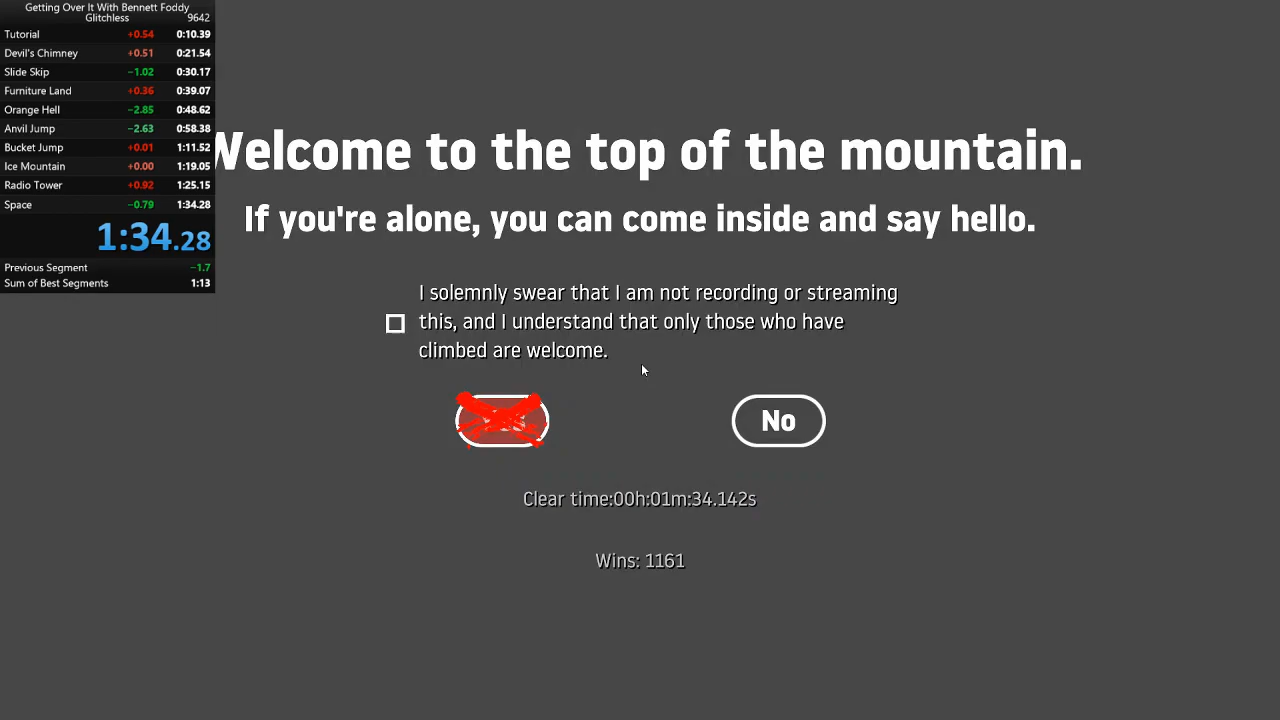 Getting Over It With Bennett Foddy
Glitchless 9642
Tutorial +0.54 0:10.39
Devil's Chimney +0.51 0:21.54
Slide Skip −1.02 0:30.17
Furniture Land +0.36 0:39.07
Orange Hell −2.85 0:48.62
Anvil Jump −2.63 0:58.38
Bucket Jump +0.01 1:11.52
Ice Mountain +0.00 1:19.05
Radio Tower +0.92 1:25.15
Space −0.79 1:34.28
1:34.28
Previous Segment −1.7
Sum of Best Segments 1:13
Welcome to the top of the mountain.
If you're alone, you can come inside and say hello.
I solemnly swear that I am not recording or streaming
this, and I understand that only those who have
climbed are welcome.
No
Clear time:00h:01m:34.142s
Wins: 1161